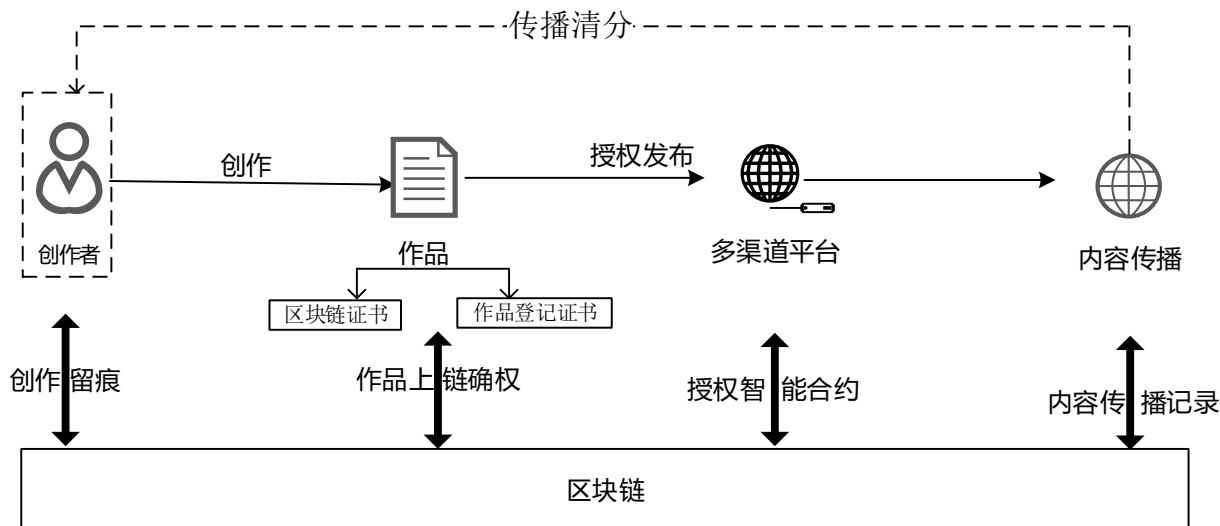 传播清分
创作
授权发布
创作者
作品
多渠道平台
内容传播
区块链证书
作品登记证书
创作留痕
作品上链确权
授权智能合约
内容传播记录
区块链